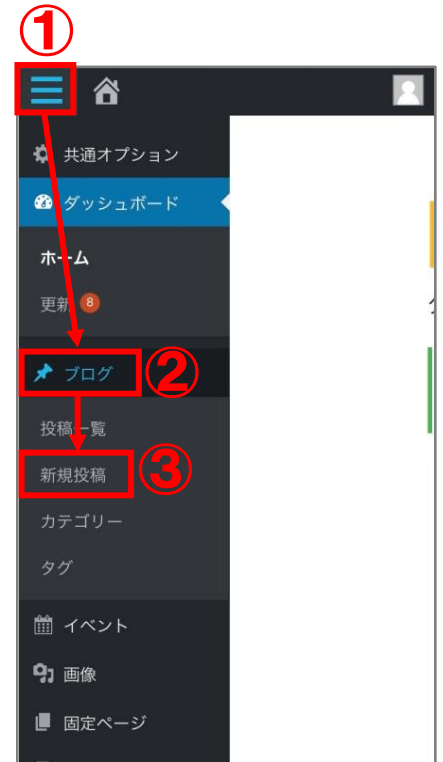 ①
共通オプション
ダッシュボード
ホーム
更新 8
ブログ ②
投稿一覧
新規投稿 ③
カテゴリー
タグ
イベント
画像
固定ページ